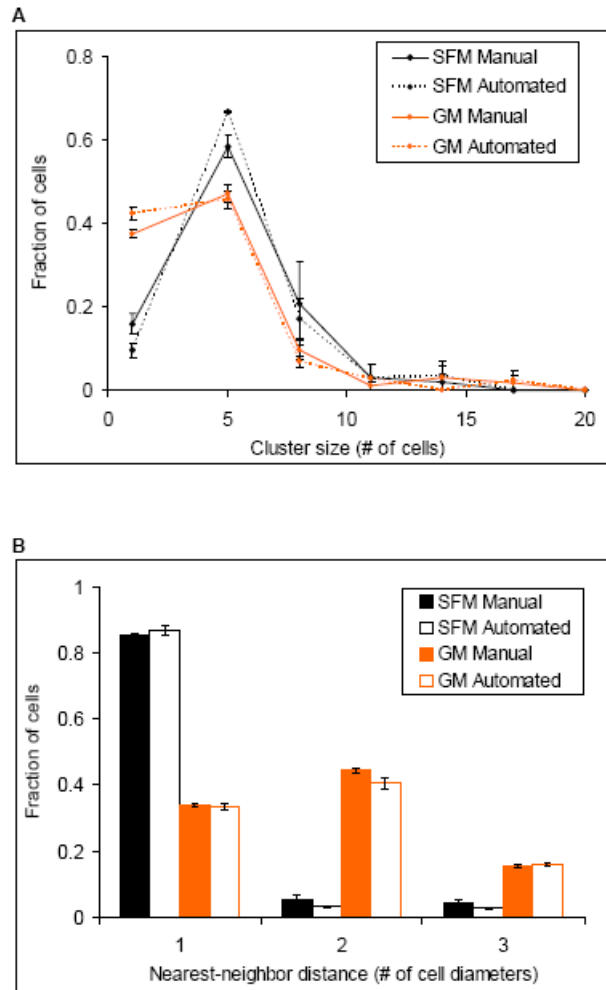 A
SFM Manual
SFM Automated
GM Manual
GM Automated
0.8
0.6
0.4
0.2
0
Fraction of cells
0 5 10 15 20
Cluster size (# of cells)
B
SFM Manual
SFM Automated
GM Manual
GM Automated
1
0.8
0.6
0.4
0.2
0
Fraction of cells
1 2 3
Nearest-neighbor distance (# of cell diameters)